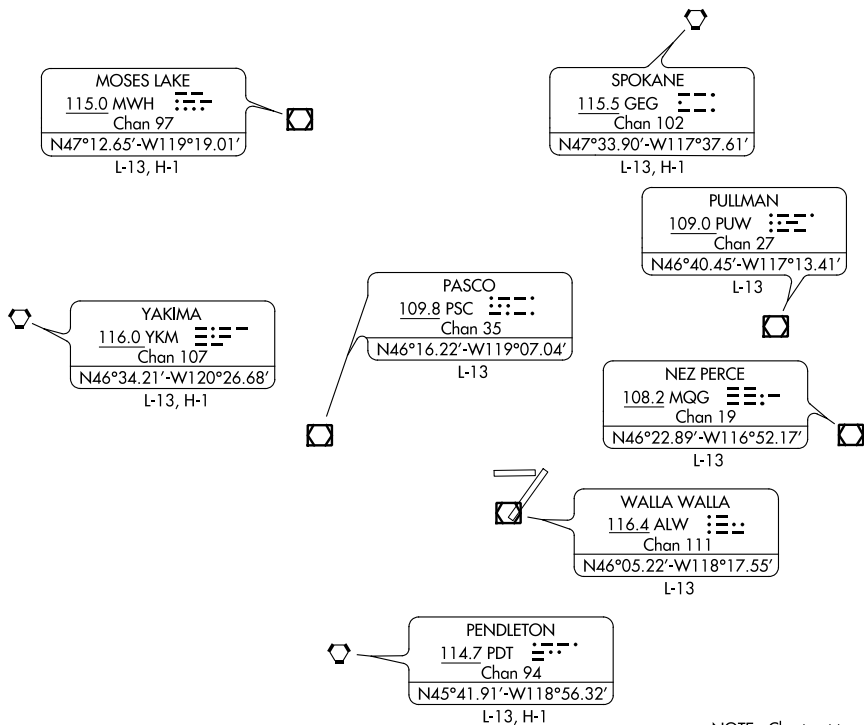 MOSES LAKE
115.0 MWH
Chan 97
N47°12.65'-W119°19.01'
L-13, H-1
SPOKANE
115.5 GEG
Chan 102
N47°33.90'-W117°37.61'
L-13, H-1
PULLMAN
109.0 PUW
Chan 27
N46°40.45'-W117°13.41'
L-13
PASCO
109.8 PSC
Chan 35
N46°16.22'-W119°07.04'
L-13
YAKIMA
116.0 YKM
Chan 107
N46°34.21'-W120°26.68'
L-13, H-1
NEZ PERCE
108.2 MQG
Chan 19
N46°22.89'-W116°52.17'
L-13
WALLA WALLA
116.4 ALW
Chan 111
N46°05.22'-W118°17.55'
L-13
PENDLETON
114.7 PDT
Chan 94
N45°41.91'-W118°56.32'
L-13, H-1